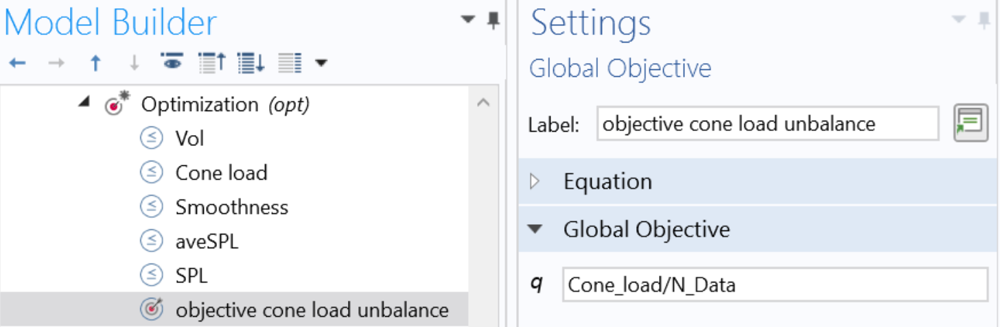 Model Builder
Optimization (opt)
Vol
Cone load
Smoothness
aveSPL
SPL
objective cone load unbalance
Settings
Global Objective
Label: objective cone load unbalance
Equation
Global Objective
q Cone_load/N_Data